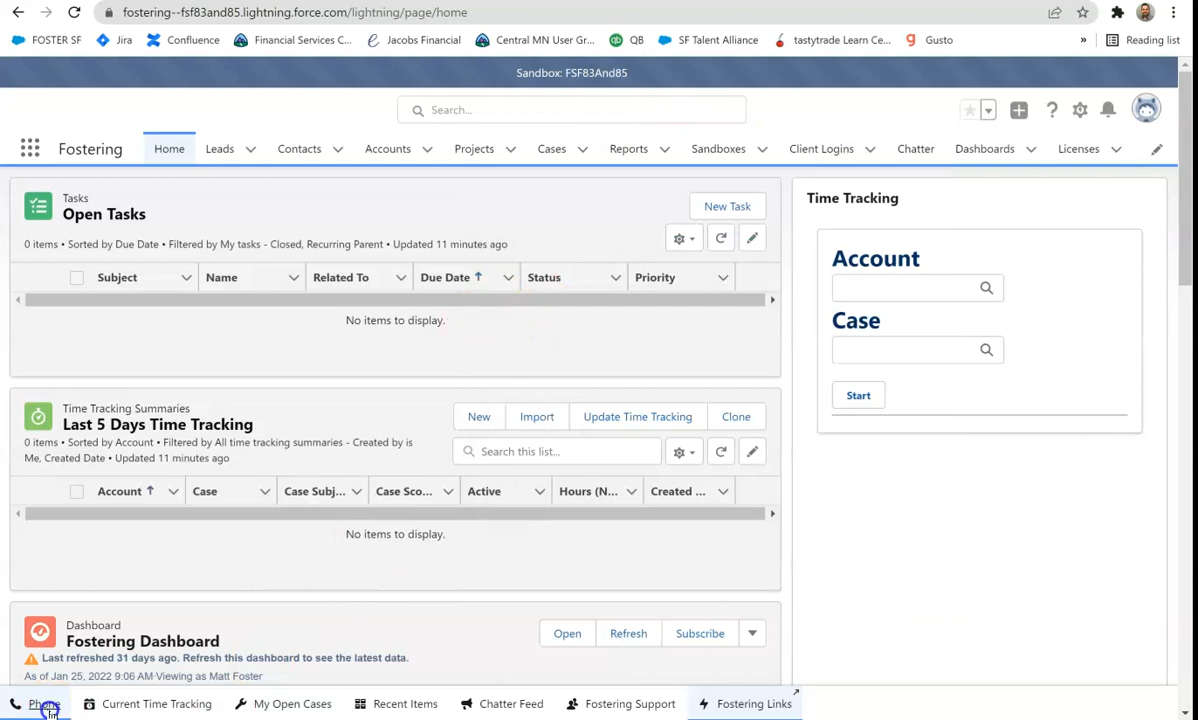 fostering--fsf83and85.lightning.force.com/lightning/page/home
FOSTER SF Jira Confluence Financial Services C... Jacobs Financial Central MN User Gr... QB SF Talent Alliance tastytrade Learn Ce... Gusto » Reading list
Sandbox: FSF83And85
Search...
Fostering Home Leads Contacts Accounts Projects Cases Reports Sandboxes Client Logins Chatter Dashboards Licenses
Tasks
Open Tasks
New Task
0 items • Sorted by Due Date • Filtered by My tasks - Closed, Recurring Parent • Updated 11 minutes ago
Subject Name Related To Due Date Status Priority
No items to display.
Time Tracking Summaries
Last 5 Days Time Tracking
New Import Update Time Tracking Clone
0 items • Sorted by Account • Filtered by All time tracking summaries - Created by is
Me, Created Date • Updated 11 minutes ago
Search this list...
Account Case Case Subj... Case Sco... Active Hours (N... Created ...
No items to display.
Dashboard
Fostering Dashboard
Open Refresh Subscribe
Last refreshed 31 days ago. Refresh this dashboard to see the latest data.
As of Jan 25, 2022 9:06 AM·Viewing as Matt Foster
Time Tracking
Account
Case
Start
Phone Current Time Tracking My Open Cases Recent Items Chatter Feed Fostering Support Fostering Links